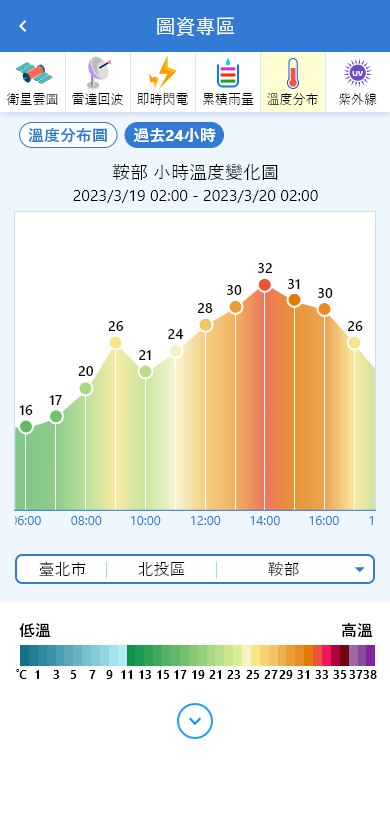 圖資專區
衛星雲圖 雷達回波 即時閃電 累積雨量 溫度分布 紫外線
UV
溫度分布圖 過去24小時
鞍部 小時溫度變化圖
2023/3/19 02:00 - 2023/3/20 02:00
16 17 20 26 21 24 28 30 32 31 30 26
06:00 08:00 10:00 12:00 14:00 16:00 1
臺北市 北投區 鞍部
低溫 高溫
℃ 1 3 5 7 9 11 13 15 17 19 21 23 25 27 29 31 33 35 37 38